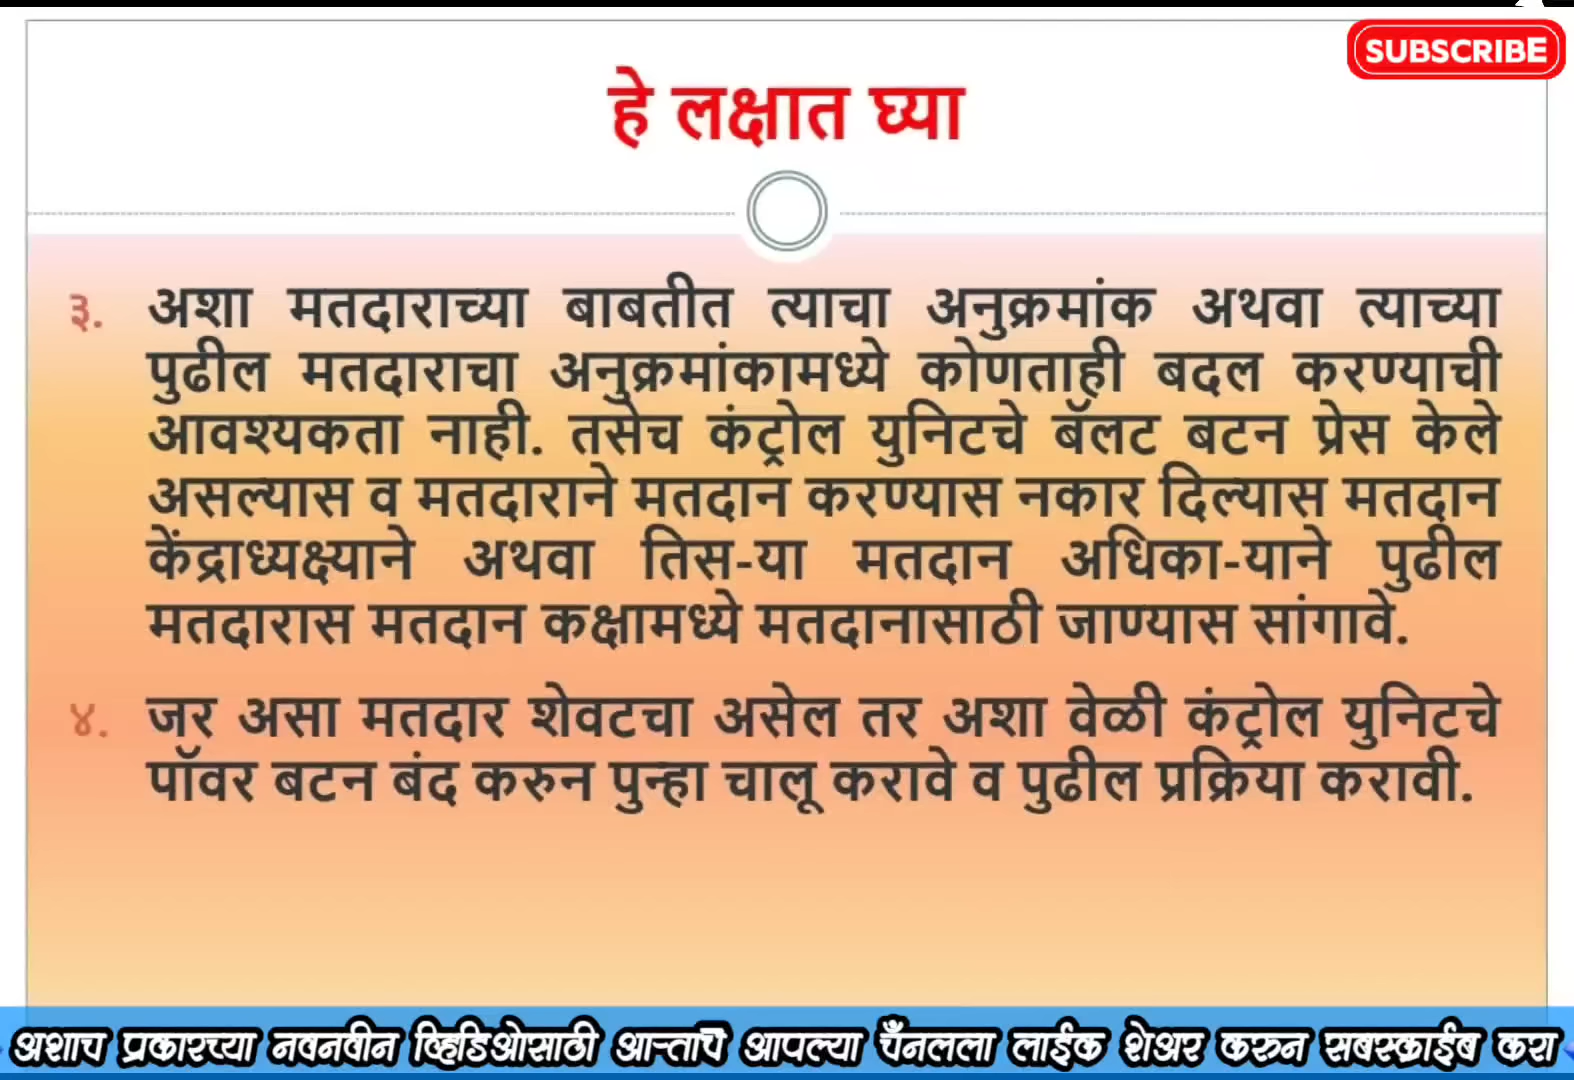 SUBSCRIBE
हे लक्षात घ्या
३. अशा मतदाराच्या बाबतीत त्याचा अनुक्रमांक अथवा त्याच्या
पुढील मतदाराचा अनुक्रमांकामध्ये कोणताही बदल करण्याची
आवश्यकता नाही. तसेच कंट्रोल युनिटचे बॅलट बटन प्रेस केले
असल्यास व मतदाराने मतदान करण्यास नकार दिल्यास मतदान
केंद्राध्यक्ष्याने अथवा तिस-या मतदान अधिका-याने पुढील
मतदारास मतदान कक्षामध्ये मतदानासाठी जाण्यास सांगावे.
४. जर असा मतदार शेवटचा असेल तर अशा वेळी कंट्रोल युनिटचे
पॉवर बटन बंद करुन पुन्हा चालू करावे व पुढील प्रक्रिया करावी.
अशाच प्रकारच्या नवनवीन व्हिडिओसाठी आत्ताचे आपल्या चॅनलला लाईक शेअर करुन सबस्क्राईब करा